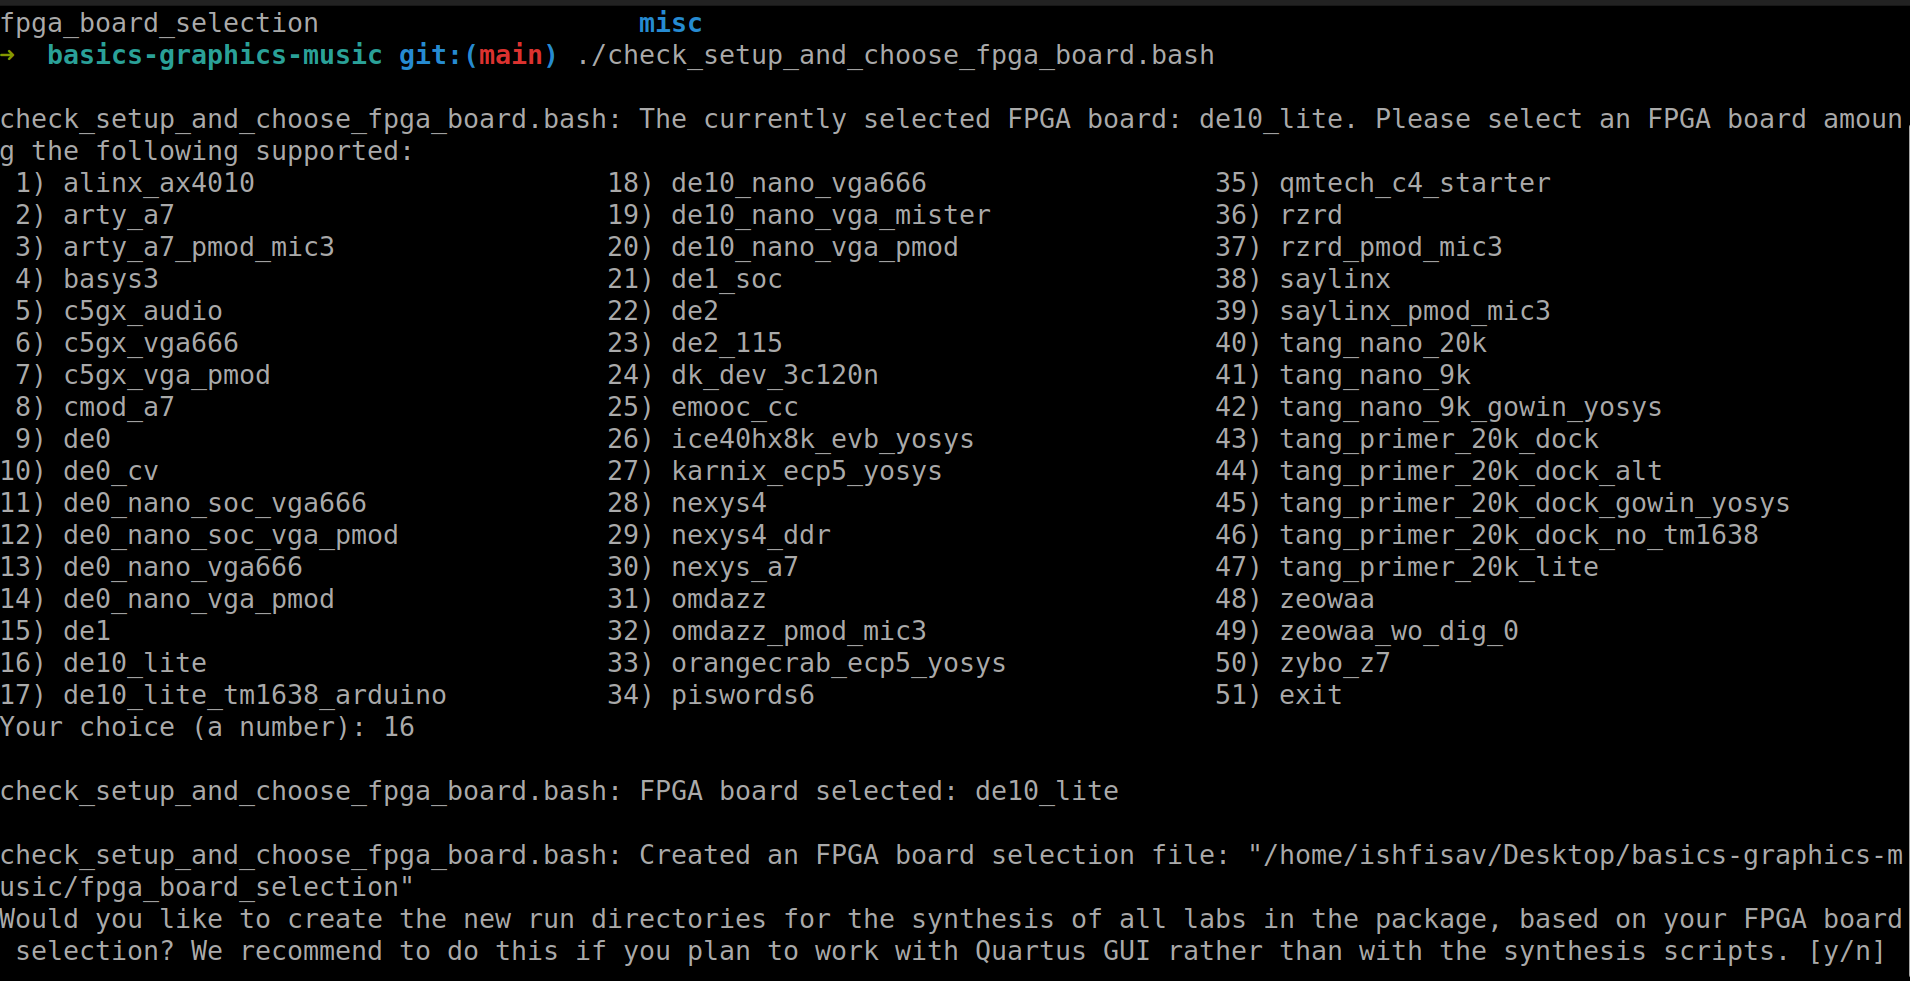 fpga_board_selection                    misc
→  basics-graphics-music git:(main) ./check_setup_and_choose_fpga_board.bash

check_setup_and_choose_fpga_board.bash: The currently selected FPGA board: de10_lite. Please select an FPGA board amoun
g the following supported:
 1) alinx_ax4010                      18) de10_nano_vga666                  35) qmtech_c4_starter
 2) arty_a7                           19) de10_nano_vga_mister              36) rzrd
 3) arty_a7_pmod_mic3                 20) de10_nano_vga_pmod                37) rzrd_pmod_mic3
 4) basys3                            21) de1_soc                           38) saylinx
 5) c5gx_audio                        22) de2                               39) saylinx_pmod_mic3
 6) c5gx_vga666                       23) de2_115                           40) tang_nano_20k
 7) c5gx_vga_pmod                     24) dk_dev_3c120n                     41) tang_nano_9k
 8) cmod_a7                           25) emooc_cc                          42) tang_nano_9k_gowin_yosys
 9) de0                               26) ice40hx8k_evb_yosys               43) tang_primer_20k_dock
10) de0_cv                            27) karnix_ecp5_yosys                 44) tang_primer_20k_dock_alt
11) de0_nano_soc_vga666               28) nexys4                            45) tang_primer_20k_dock_gowin_yosys
12) de0_nano_soc_vga_pmod             29) nexys4_ddr                        46) tang_primer_20k_dock_no_tm1638
13) de0_nano_vga666                   30) nexys_a7                          47) tang_primer_20k_lite
14) de0_nano_vga_pmod                 31) omdazz                            48) zeowaa
15) de1                               32) omdazz_pmod_mic3                  49) zeowaa_wo_dig_0
16) de10_lite                         33) orangecrab_ecp5_yosys             50) zybo_z7
17) de10_lite_tm1638_arduino          34) piswords6                         51) exit
Your choice (a number): 16

check_setup_and_choose_fpga_board.bash: FPGA board selected: de10_lite

check_setup_and_choose_fpga_board.bash: Created an FPGA board selection file: "/home/ishfisav/Desktop/basics-graphics-m
usic/fpga_board_selection"
Would you like to create the new run directories for the synthesis of all labs in the package, based on your FPGA board
 selection? We recommend to do this if you plan to work with Quartus GUI rather than with the synthesis scripts. [y/n]